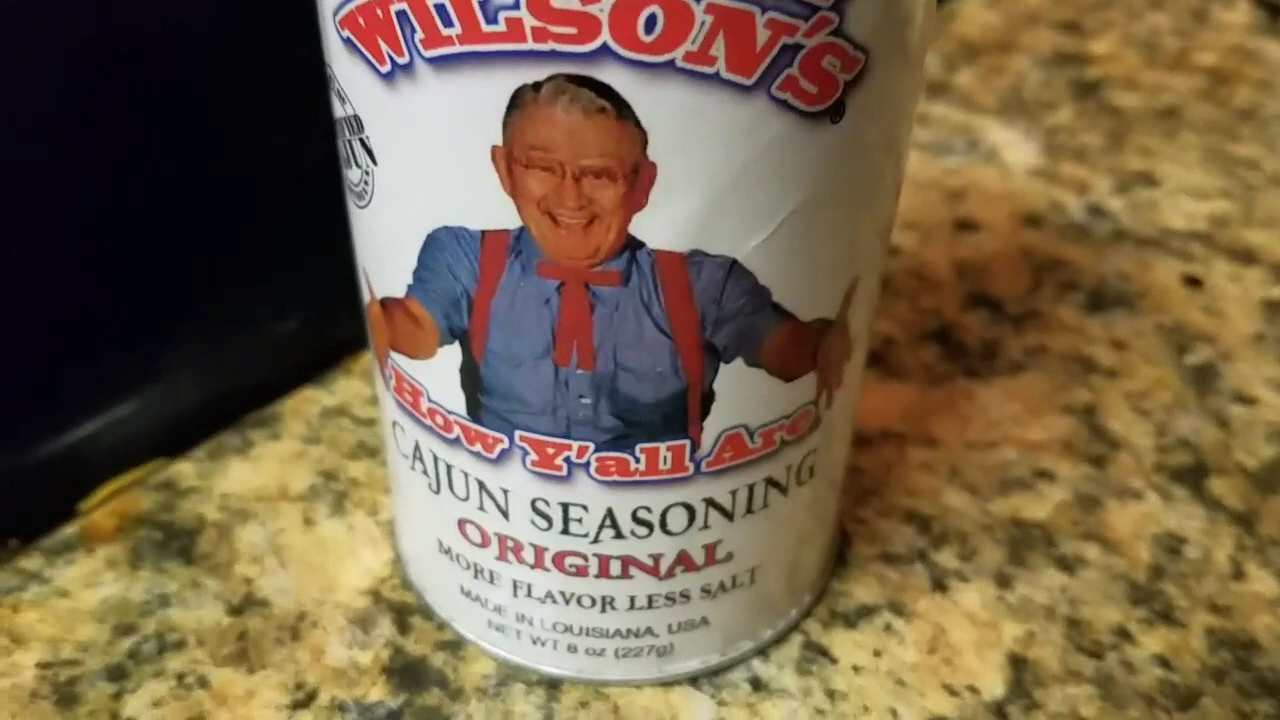 WILSON'S
®
How Y'all Are
CAJUN SEASONING
ORIGINAL
MORE FLAVOR LESS SALT
MADE IN LOUISIANA, USA
NET WT 8 oz (227g)